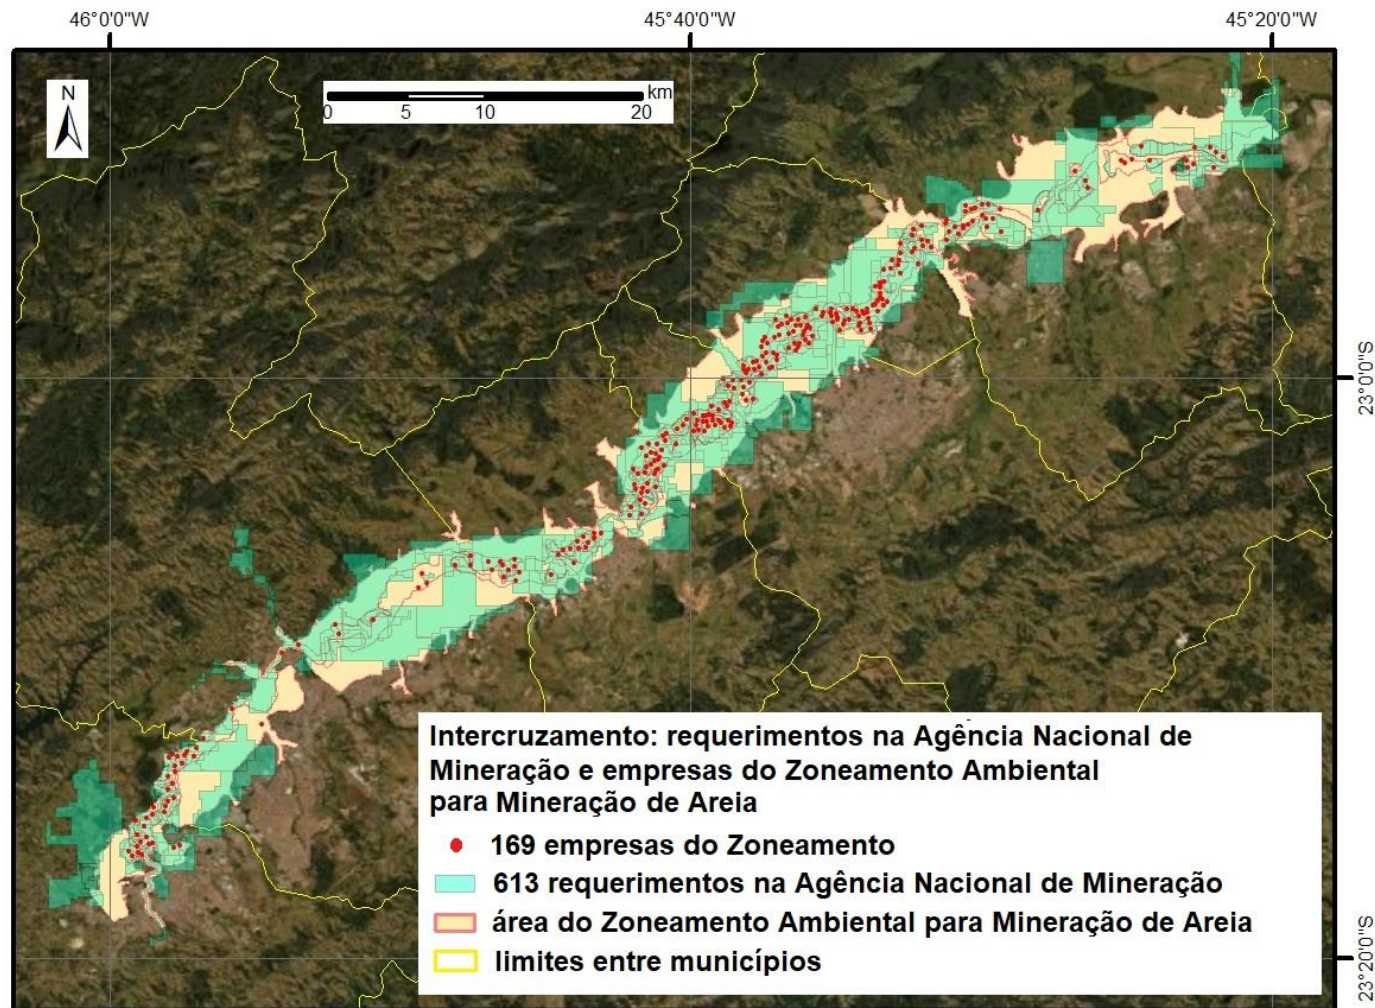 46°0'0"W 45°40'0"W 45°20'0"W
N
km
0 5 10 20
23°0'0"S
Intercruzamento: requerimentos na Agência Nacional de
Mineração e empresas do Zoneamento Ambiental
para Mineração de Areia
169 empresas do Zoneamento
613 requerimentos na Agência Nacional de Mineração
área do Zoneamento Ambiental para Mineração de Areia
limites entre municípios
23°20'0"S